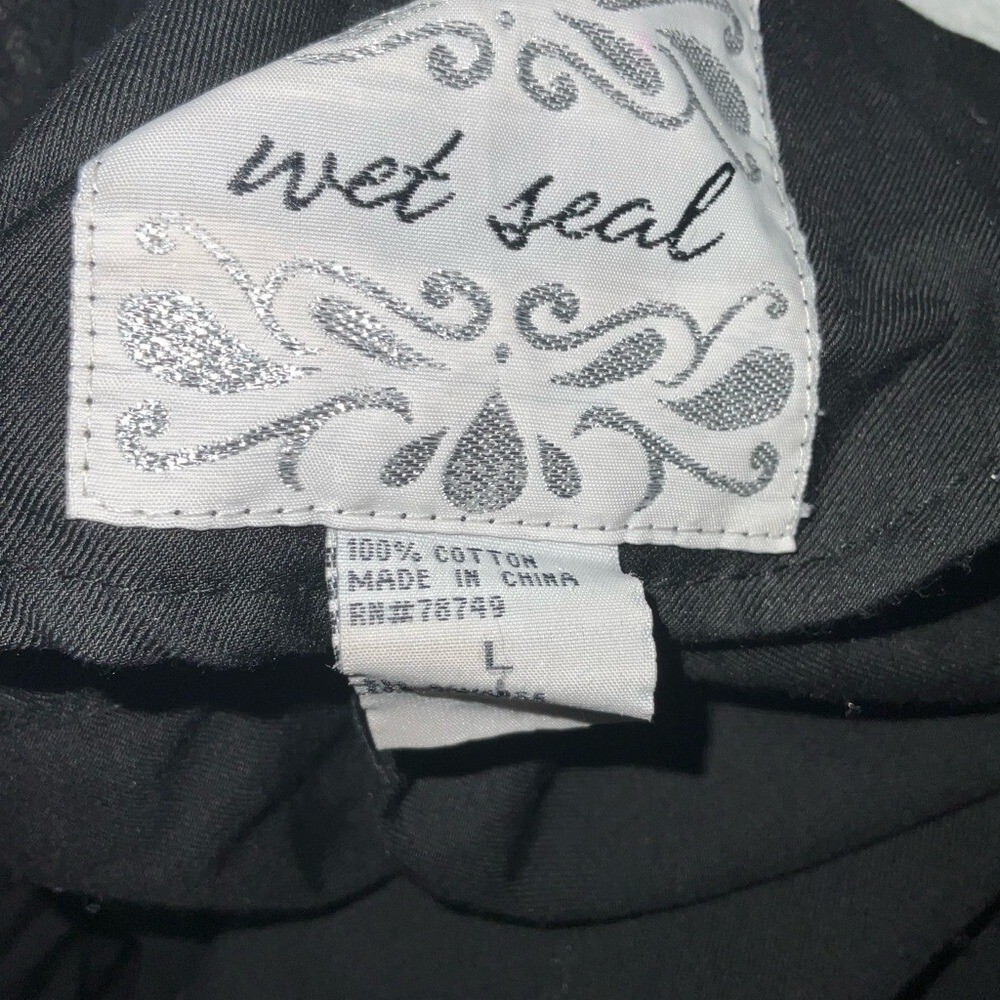 wet seal
100% COTTON
MADE IN CHINA
RN#78749
L